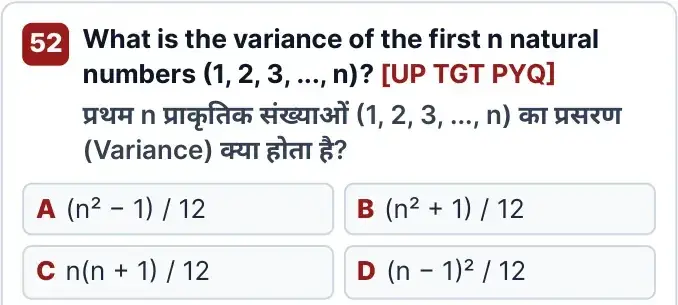 52 What is the variance of the first n natural
numbers (1, 2, 3, ..., n)? [UP TGT PYQ]
प्रथम n प्राकृतिक संख्याओं (1, 2, 3, ..., n) का प्रसरण
(Variance) क्या होता है?
A (n² − 1) / 12
B (n² + 1) / 12
C n(n + 1) / 12
D (n − 1)² / 12